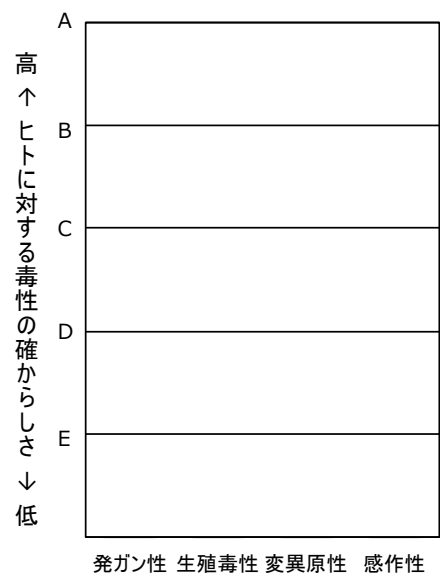 高 ↑ ヒトに対する毒性の確からしさ ↓ 低
A
B
C
D
E
発ガン性 生殖毒性 変異原性 感作性